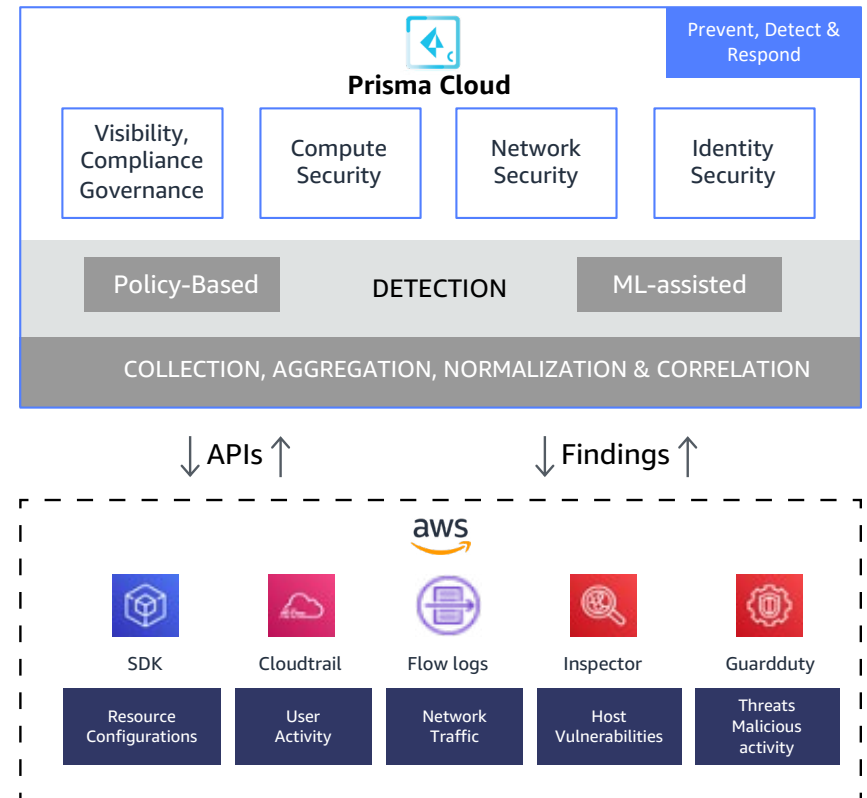 Prevent, Detect &
Respond
C
Prisma Cloud
Visibility,
Compliance
Governance
Compute
Security
Network
Security
Identity
Security
Policy-Based
DETECTION
ML-assisted
COLLECTION, AGGREGATION, NORMALIZATION & CORRELATION
APIs
Findings
aws
SDK
Cloudtrail
Flow logs
Inspector
Guardduty
Resource
Configurations
User
Activity
Network
Traffic
Host
Vulnerabilities
Threats
Malicious
activity